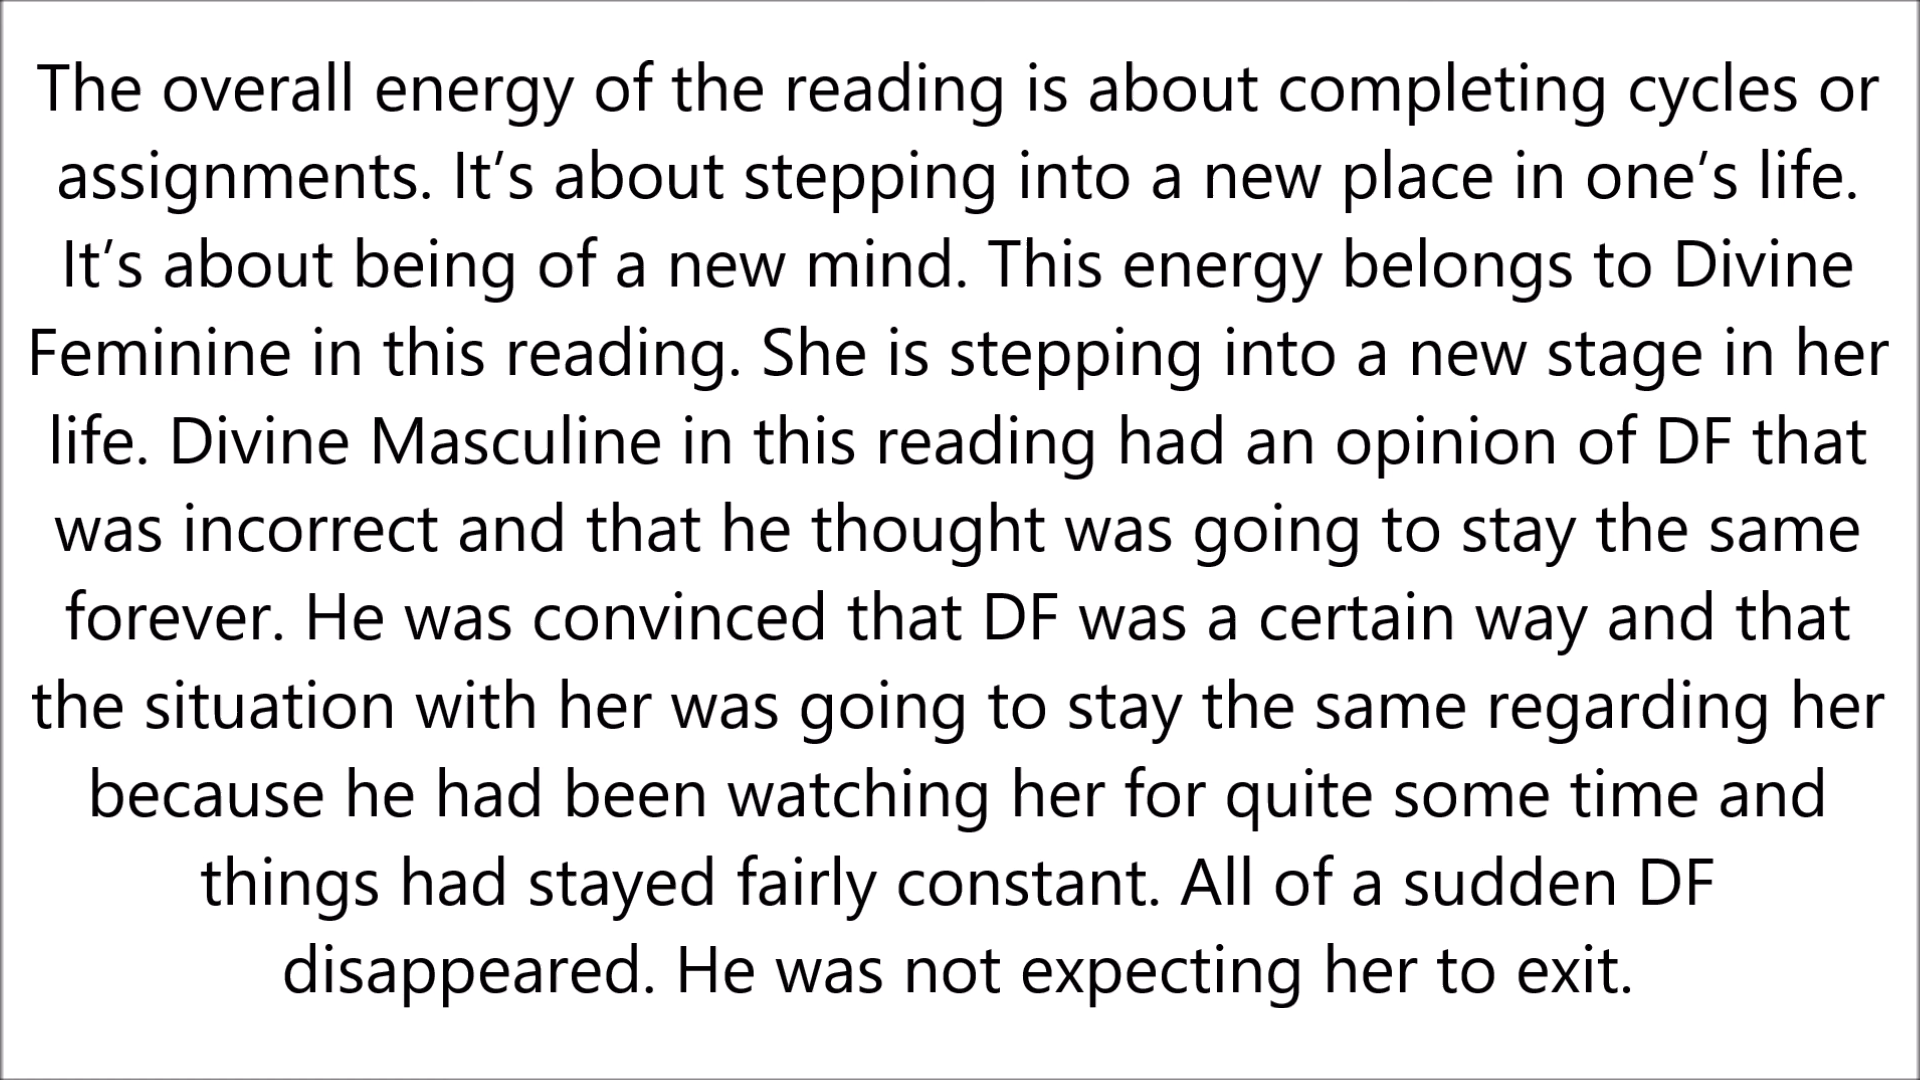 The overall energy of the reading is about completing cycles or
assignments. It’s about stepping into a new place in one’s life.
It’s about being of a new mind. This energy belongs to Divine
Feminine in this reading. She is stepping into a new stage in her
life. Divine Masculine in this reading had an opinion of DF that
was incorrect and that he thought was going to stay the same
forever. He was convinced that DF was a certain way and that
the situation with her was going to stay the same regarding her
because he had been watching her for quite some time and
things had stayed fairly constant. All of a sudden DF
disappeared. He was not expecting her to exit.